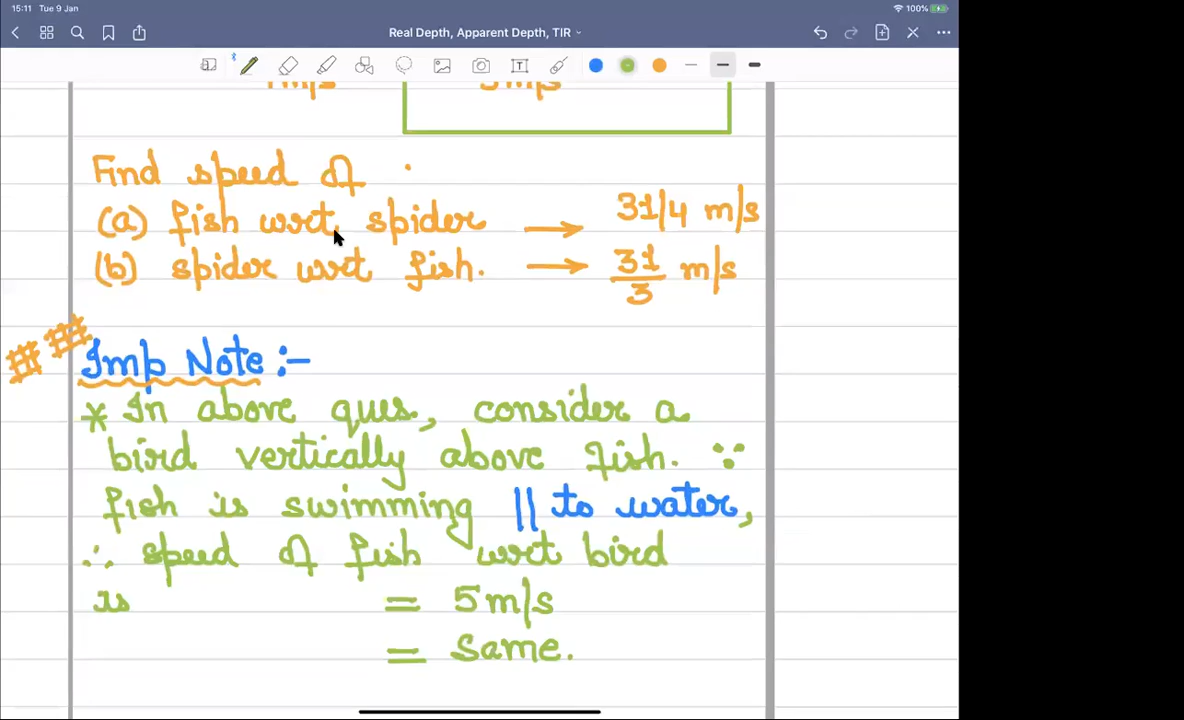 15:11 Tue 9 Jan
100%
Real Depth, Apparent Depth, TIR
Find speed of
(a) fish wrt spider → 31/4 m/s
(b) spider wrt fish. → 31/3 m/s
Imp Note :-
* In above ques, consider a
bird vertically above fish. ∵
fish is swimming || to water,
∴ speed of fish wrt bird
is = 5m/s
= Same.